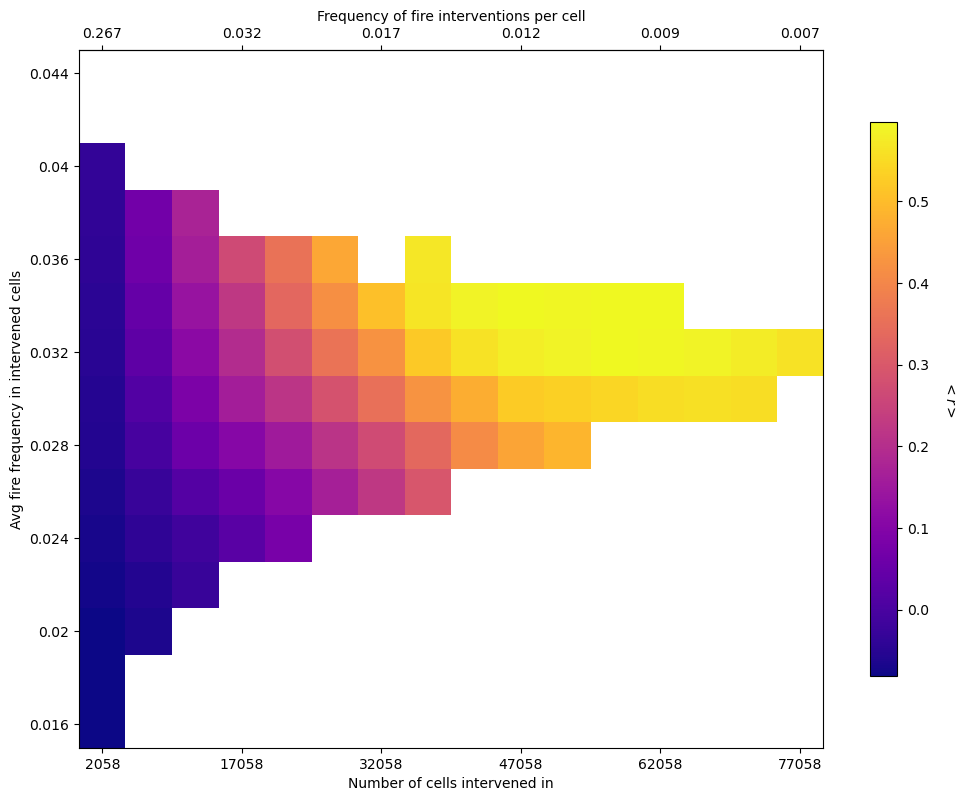 Frequency of fire interventions per cell
0.267 0.032 0.017 0.012 0.009 0.007
Avg fire frequency in intervened cells
0.044
0.04
0.036
0.032
0.028
0.024
0.02
0.016
2058 17058 32058 47058 62058 77058
Number of cells intervened in
0.5
0.4
0.3
0.2
0.1
0.0
< r >